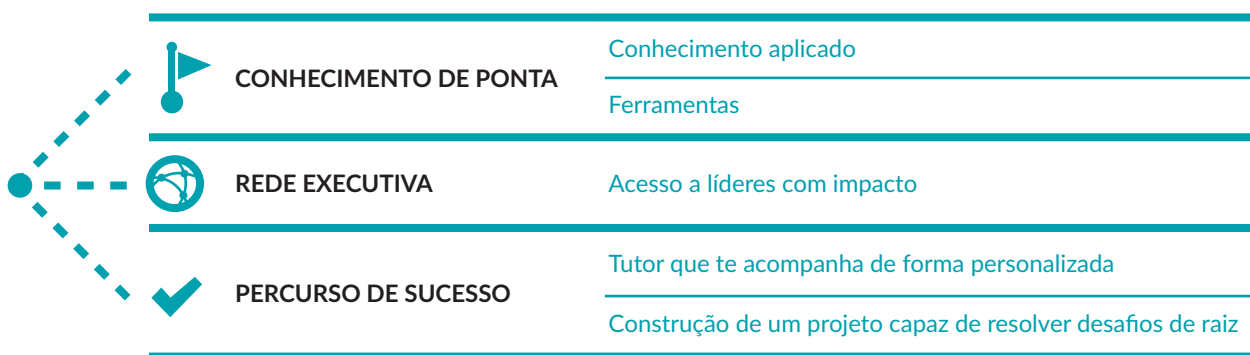 CONHECIMENTO DE PONTA
Conhecimento aplicado
Ferramentas
REDE EXECUTIVA
Acesso a líderes com impacto
PERCURSO DE SUCESSO
Tutor que te acompanha de forma personalizada
Construção de um projeto capaz de resolver desafios de raiz